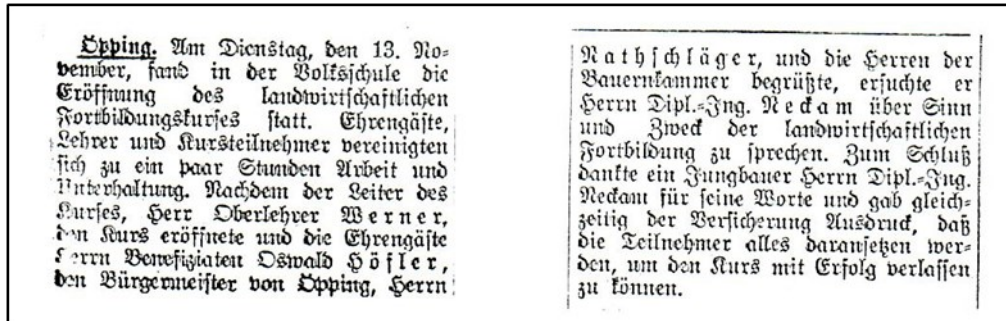 Öpping. Am Dienstag, den 13. No-
vember, fand in der Volksschule die
Eröffnung des landwirtschaftlichen
Fortbildungskurses statt. Ehrengäste,
Lehrer und Kursteilnehmer vereinigten
sich zu ein paar Stunden Arbeit und
Unterhaltung. Nachdem der Leiter des
Kurses, Herr Oberlehrer Werner,
den Kurs eröffnete und die Ehrengäste
Herrn Benefiziaten Oswald Höfler,
den Bürgermeister von Öpping, Herrn
Rathschläger, und die Herren der
Bauernkammer begrüßte, ersuchte er
Herrn Dipl.-Ing. Neckam über Sinn
und Zweck der landwirtschaftlichen
Fortbildung zu sprechen. Zum Schluß
dankte ein Jungbauer Herrn Dipl.-Ing.
Neckam für seine Worte und gab gleich-
zeitig der Versicherung Ausdruck, daß
die Teilnehmer alles daransetzen wer-
den, um den Kurs mit Erfolg verlassen
zu können.